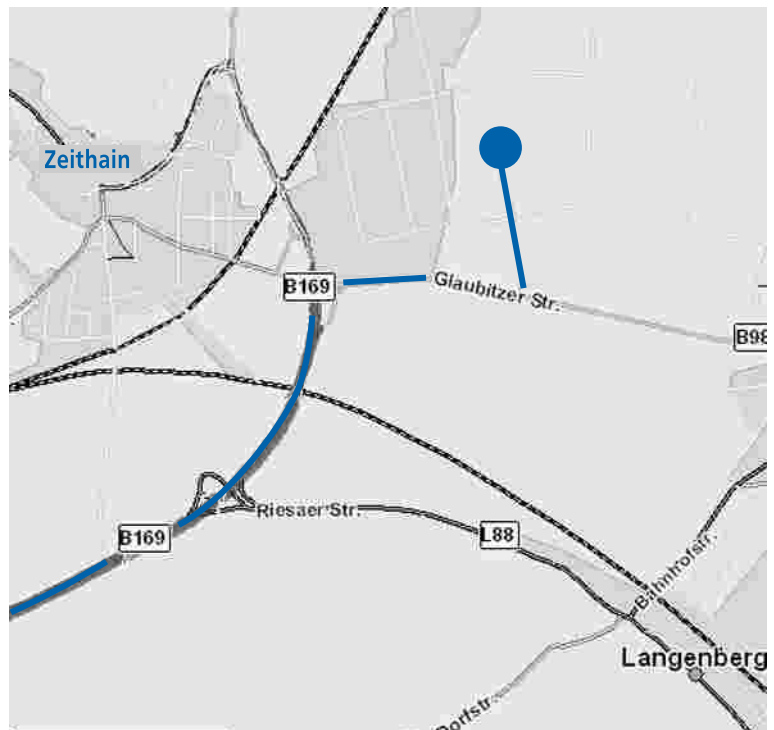 Zeithain
B169
Glaubitzer Str.
B98
Riesaer Str.
B169
L88
Bahnhofstr.
Langenberg
Dorfstr.